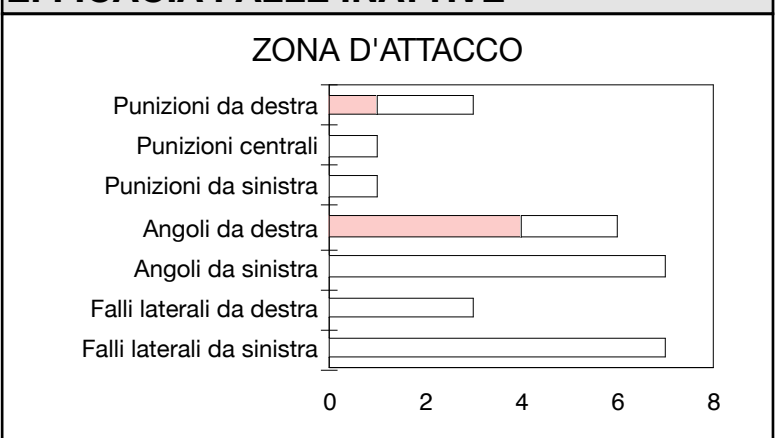 ZONA D'ATTACCO
Punizioni da destra
Punizioni centrali
Punizioni da sinistra
Angoli da destra
Angoli da sinistra
Falli laterali da destra
Falli laterali da sinistra
0 2 4 6 8